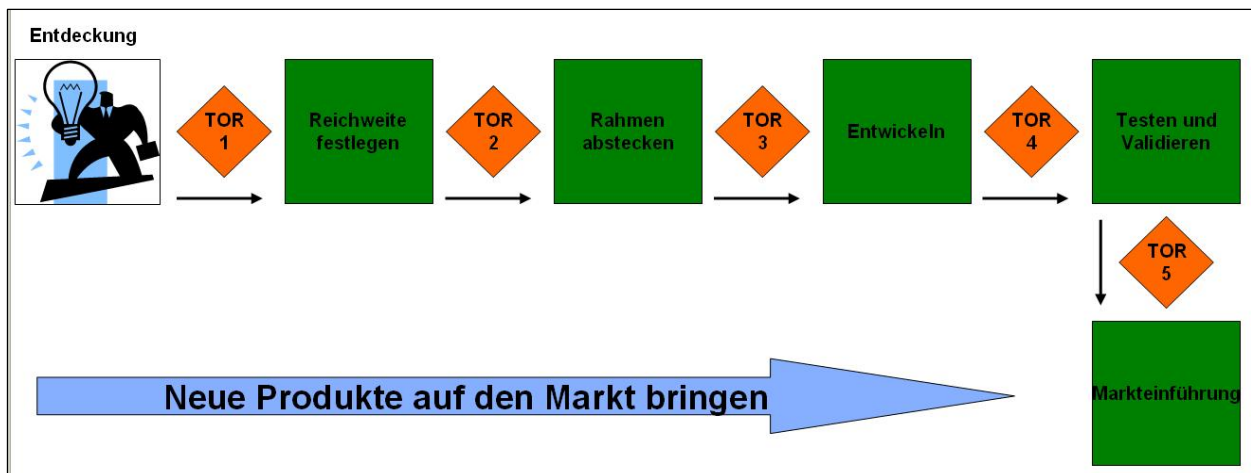 Entdeckung
TOR
1
Reichweite
festlegen
TOR
2
Rahmen
abstecken
TOR
3
Entwickeln
TOR
4
Testen und
Validieren
TOR
5
Markteinführung
Neue Produkte auf den Markt bringen